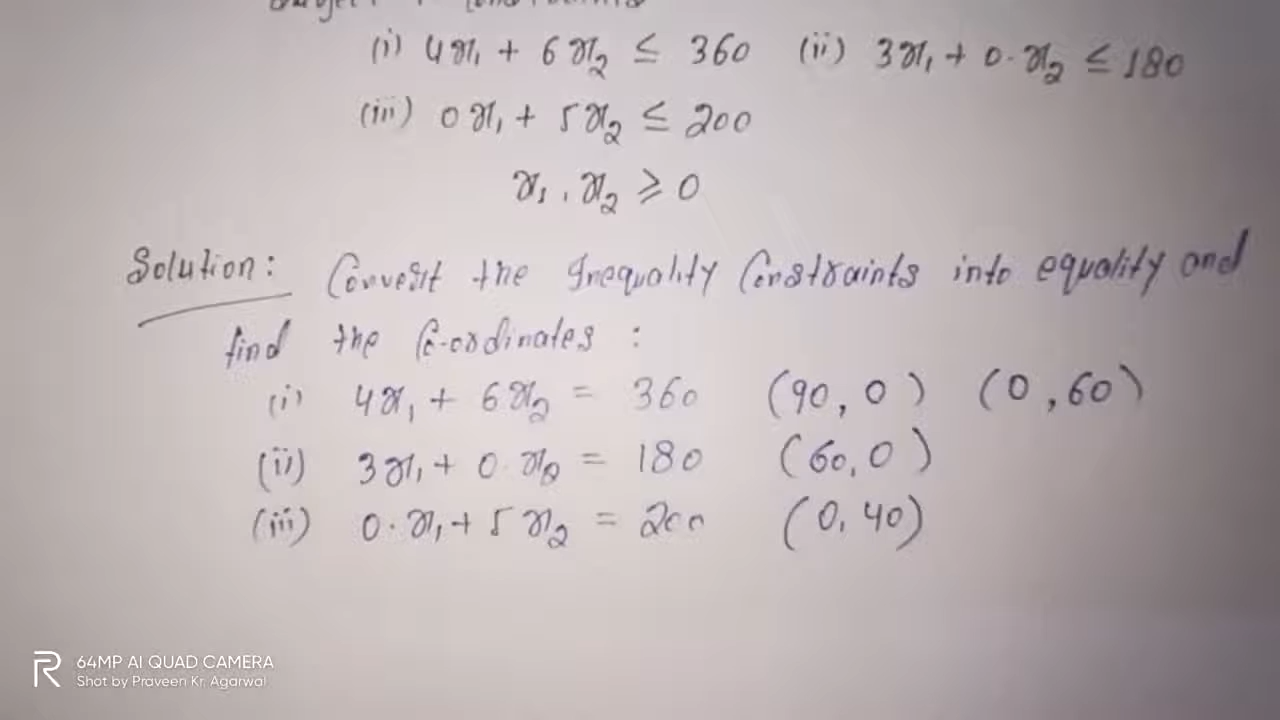 (i) 4x₁ + 6x₂ ≤ 360 (ii) 3x₁ + 0·x₂ ≤ 180
(iii) 0x₁ + 5x₂ ≤ 200
x₁, x₂ ≥ 0
Solution: Convert the Inequality Constraints into equality and
find the Co-ordinates :
(i) 4x₁ + 6x₂ = 360 (90, 0) (0, 60)
(ii) 3x₁ + 0·x₂ = 180 (60, 0)
(iii) 0·x₁ + 5x₂ = 200 (0, 40)
64MP AI QUAD CAMERA
Shot by Praveen Kr. Agarwal